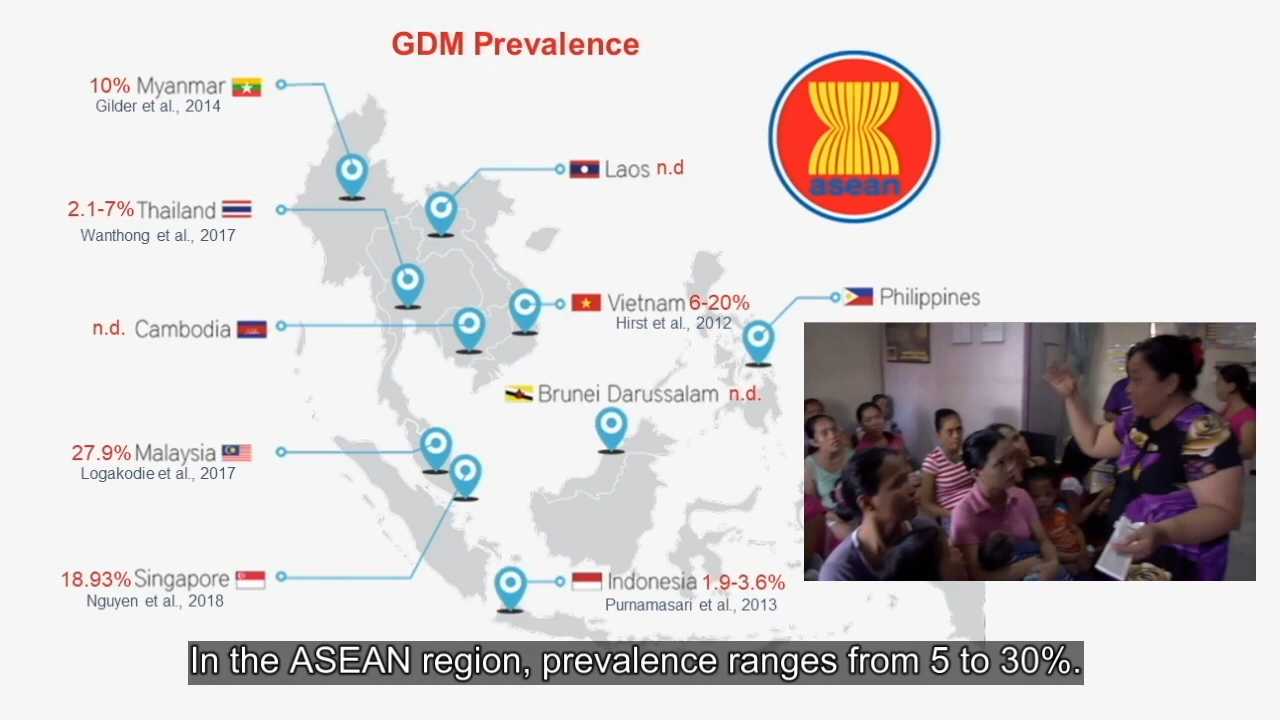 GDM Prevalence
10% Myanmar
Gilder et al., 2014
asean
Laos n.d
2.1-7% Thailand
Wanthong et al., 2017
Philippines
Vietnam 6-20%
Hirst et al., 2012
n.d. Cambodia
Brunei Darussalam n.d.
27.9% Malaysia
Logakodie et al., 2017
18.93% Singapore
Nguyen et al., 2018
Indonesia 1.9-3.6%
Purnamasari et al., 2013
In the ASEAN region, prevalence ranges from 5 to 30%.